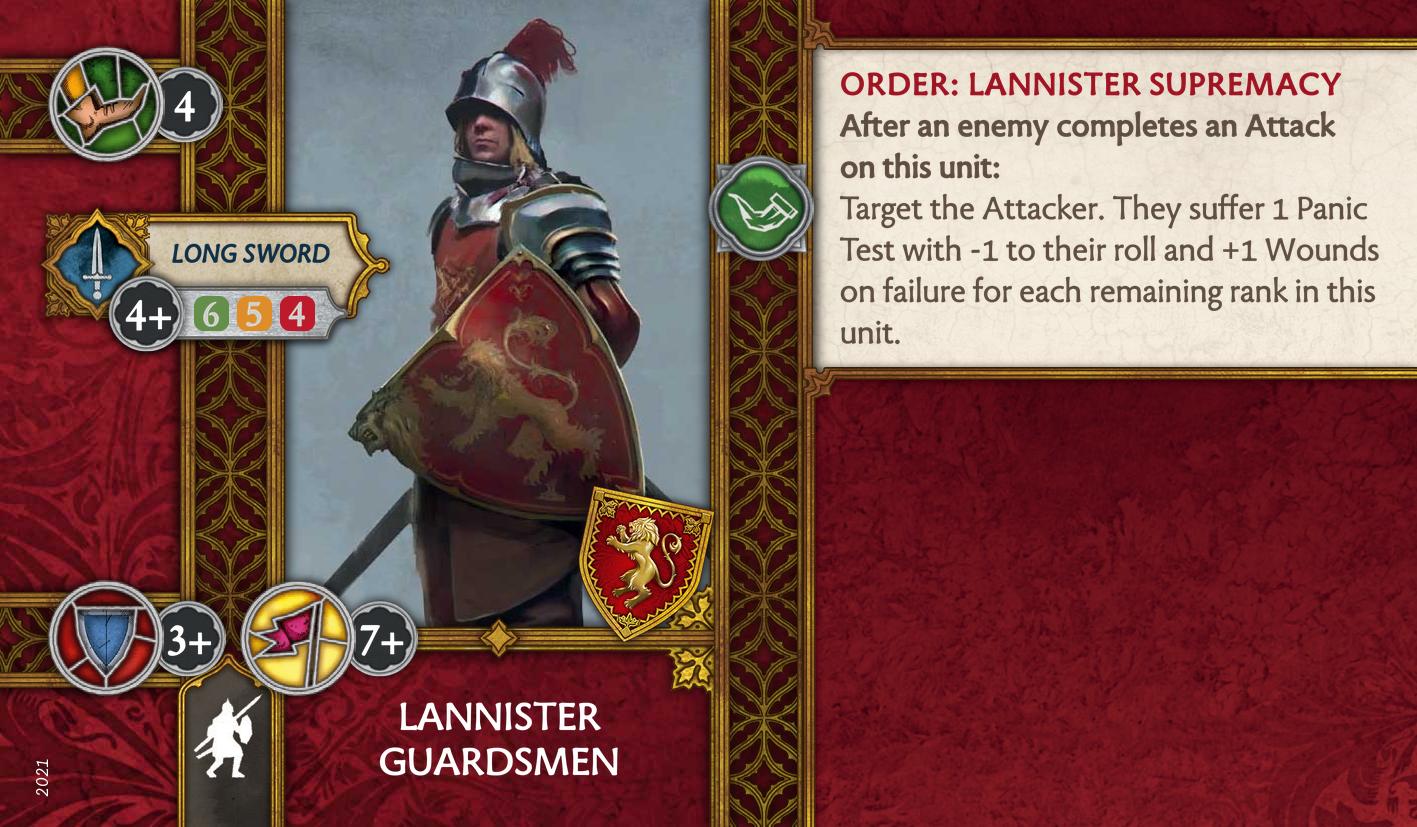 4
LONG SWORD
4+ 6 5 4
3+ 7+
LANNISTER
GUARDSMEN
2021
ORDER: LANNISTER SUPREMACY
After an enemy completes an Attack
on this unit:
Target the Attacker. They suffer 1 Panic
Test with -1 to their roll and +1 Wounds
on failure for each remaining rank in this
unit.